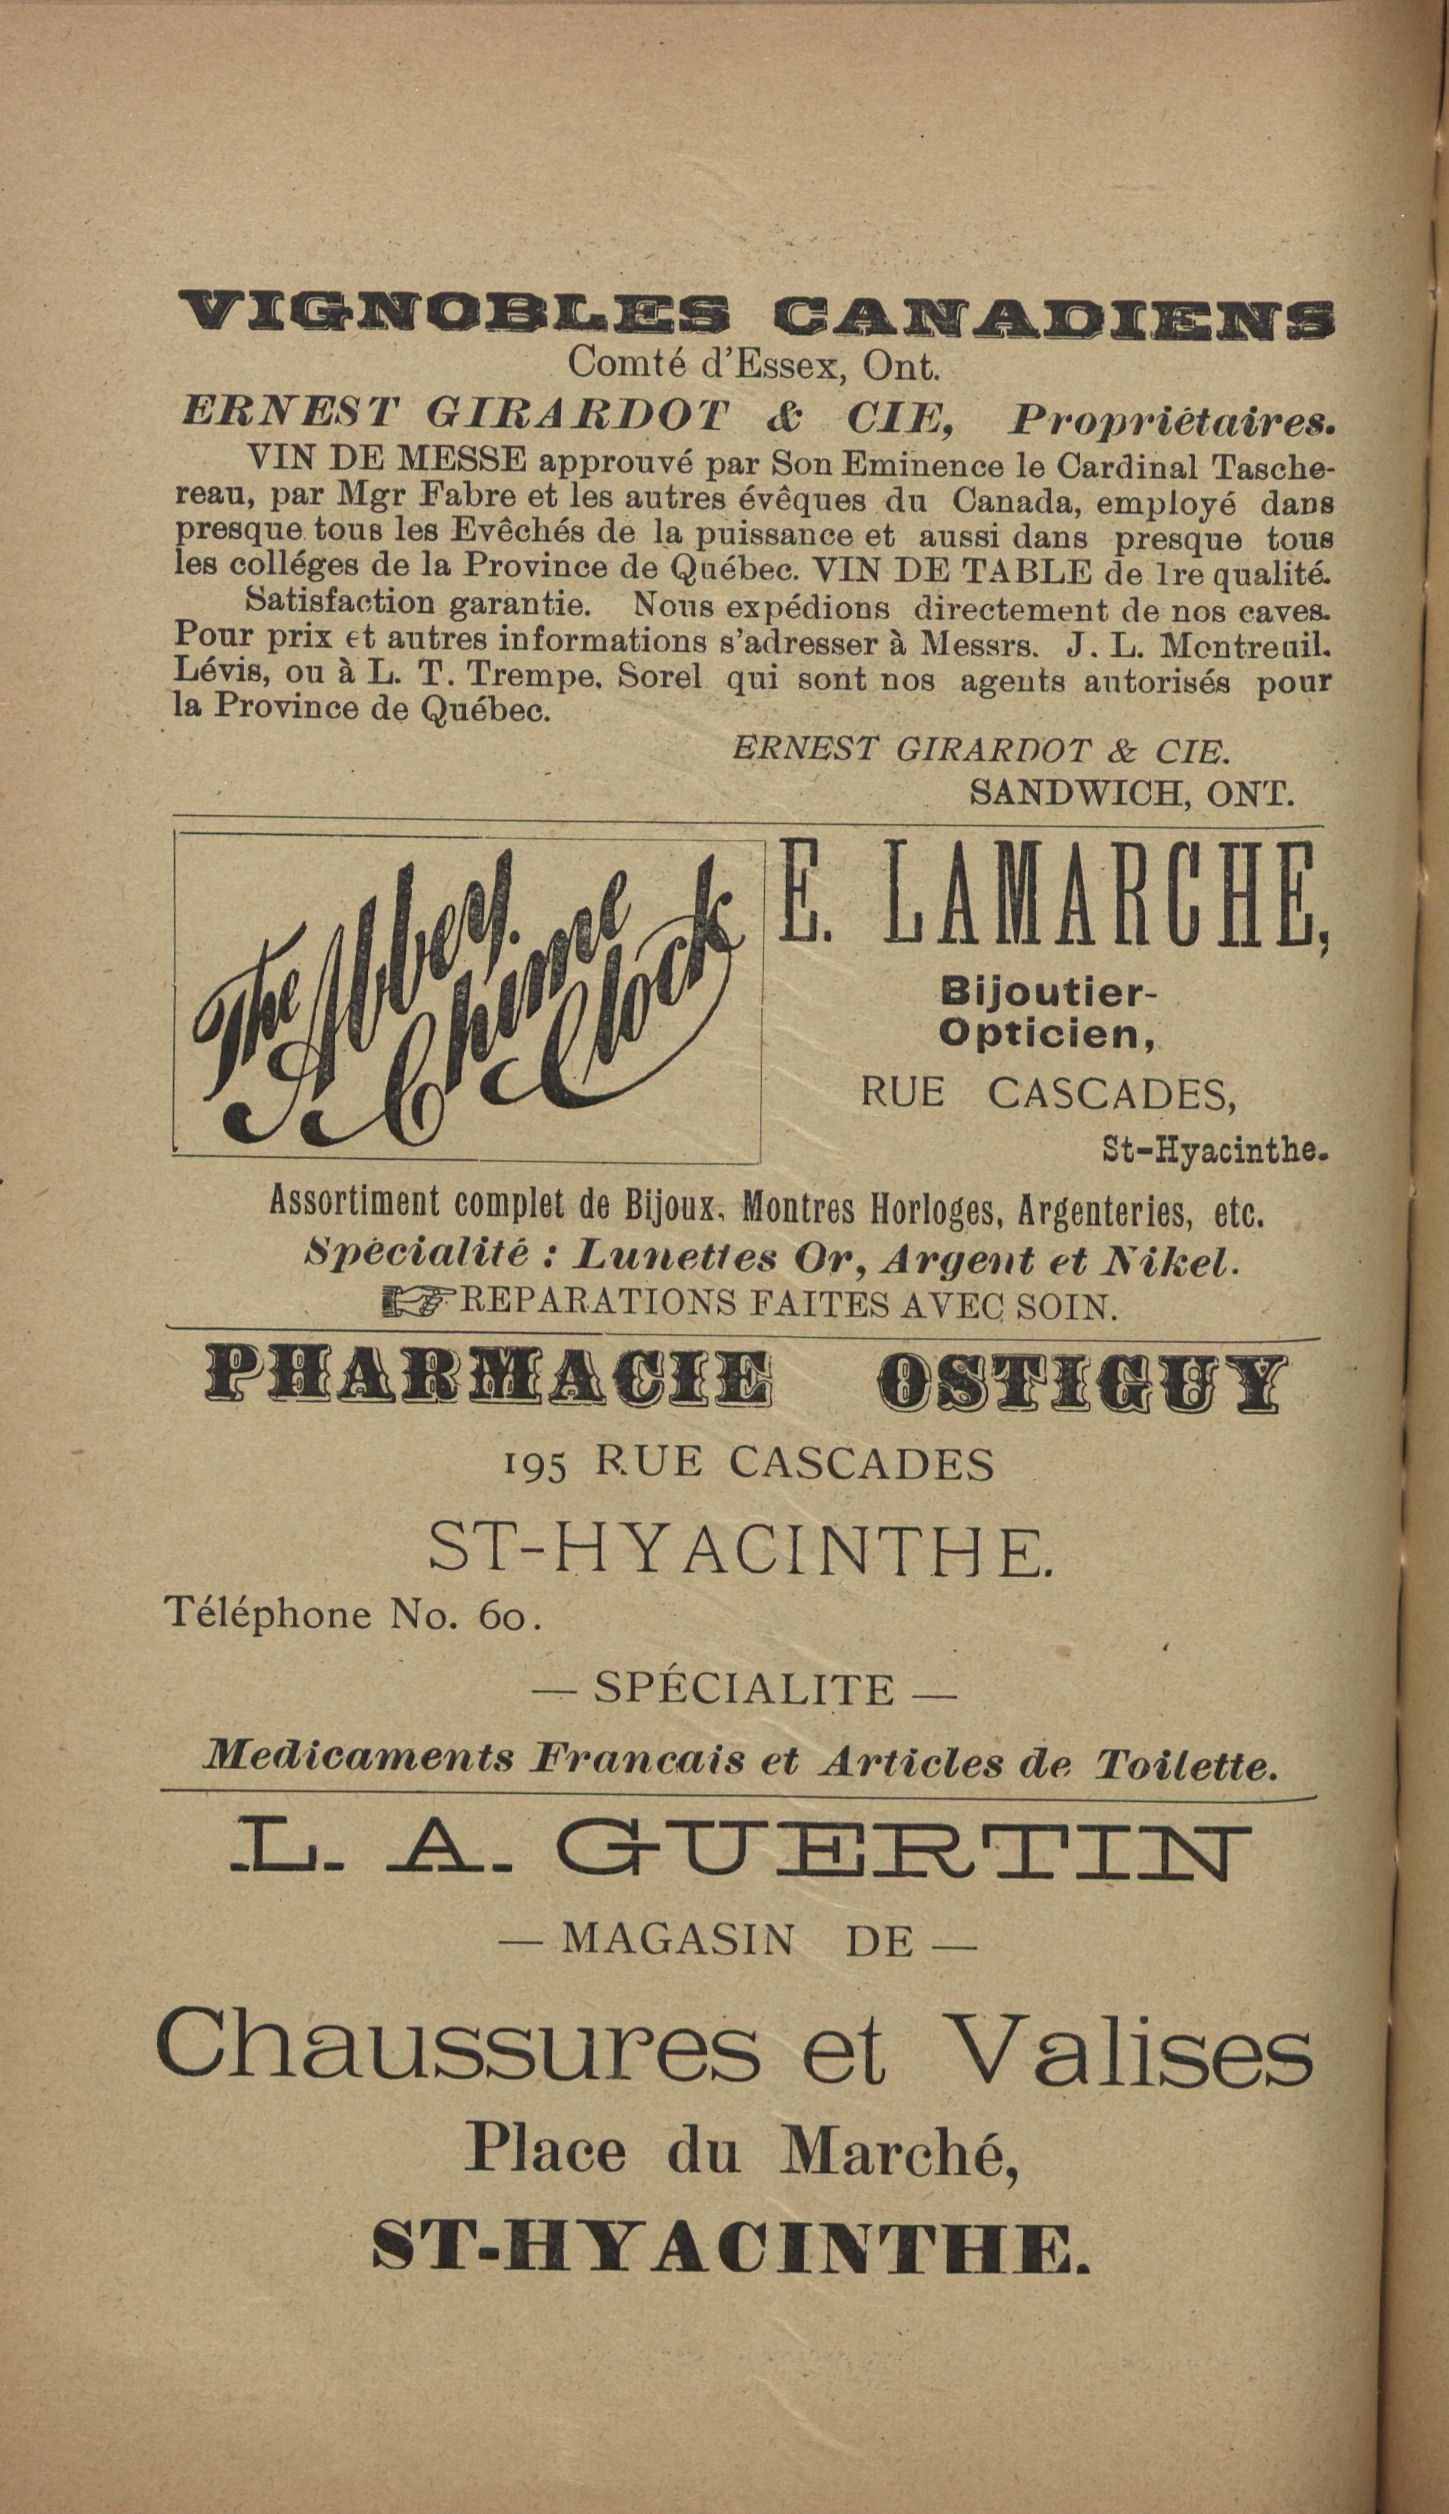 VIGNOBLES CANADIENS
Comté d'Essex, Ont.
ERNEST GIRARDOT & CIE, Propriétaires.
VIN DE MESSE approuvé par Son Eminence le Cardinal Tasche-
reau, par Mgr Fabre et les autres évêques du Canada, employé dans
presque tous les Evêchés de la puissance et aussi dans presque tous
les colléges de la Province de Québec. VIN DE TABLE de 1re qualité.
Satisfaction garantie. Nous expédions directement de nos caves.
Pour prix et autres informations s'adresser à Messrs. J. L. Montreuil.
Lévis, ou à L. T. Trempe. Sorel qui sont nos agents autorisés pour
la Province de Québec.
ERNEST GIRARDOT & CIE.
SANDWICH, ONT.
The Abbey.
Chime
Clock
E. LAMARCHE,
Bijoutier-
Opticien,
RUE CASCADES,
St-Hyacinthe.
Assortiment complet de Bijoux. Montres Horloges, Argenteries, etc.
Spécialité : Lunettes Or, Argent et Nikel.
☞ REPARATIONS FAITES AVEC SOIN.
PHARMACIE OSTIGUY
195 RUE CASCADES
ST-HYACINTHE.
Téléphone No. 60.
— SPÉCIALITE —
Medicaments Francais et Articles de Toilette.
L. A. GUERTIN
— MAGASIN DE —
Chaussures et Valises
Place du Marché,
ST-HYACINTHE.